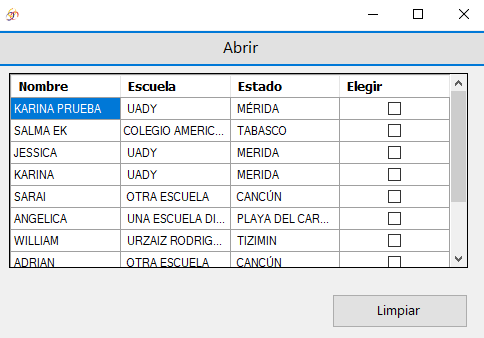 Abrir
Nombre Escuela Estado Elegir
KARINA PRUEBA UADY MÉRIDA
SALMA EK COLEGIO AMERIC... TABASCO
JESSICA UADY MERIDA
KARINA UADY MERIDA
SARAI OTRA ESCUELA CANCÚN
ANGELICA UNA ESCUELA DI... PLAYA DEL CAR...
WILLIAM URZAIZ RODRIG... TIZIMIN
ADRIAN OTRA ESCUELA CANCÚN
Limpiar